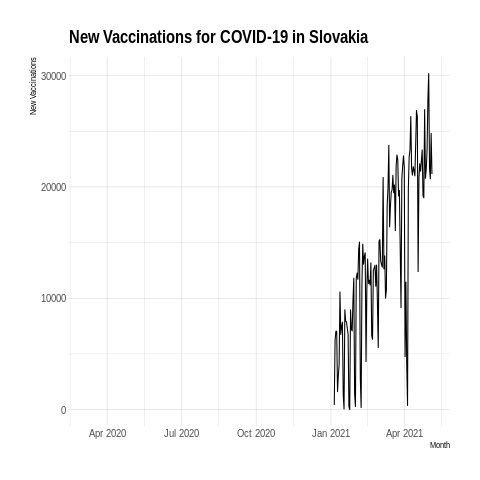 New Vaccinations for COVID-19 in Slovakia
New Vaccinations
30000
20000
10000
0
Apr 2020 Jul 2020 Oct 2020 Jan 2021 Apr 2021
Month